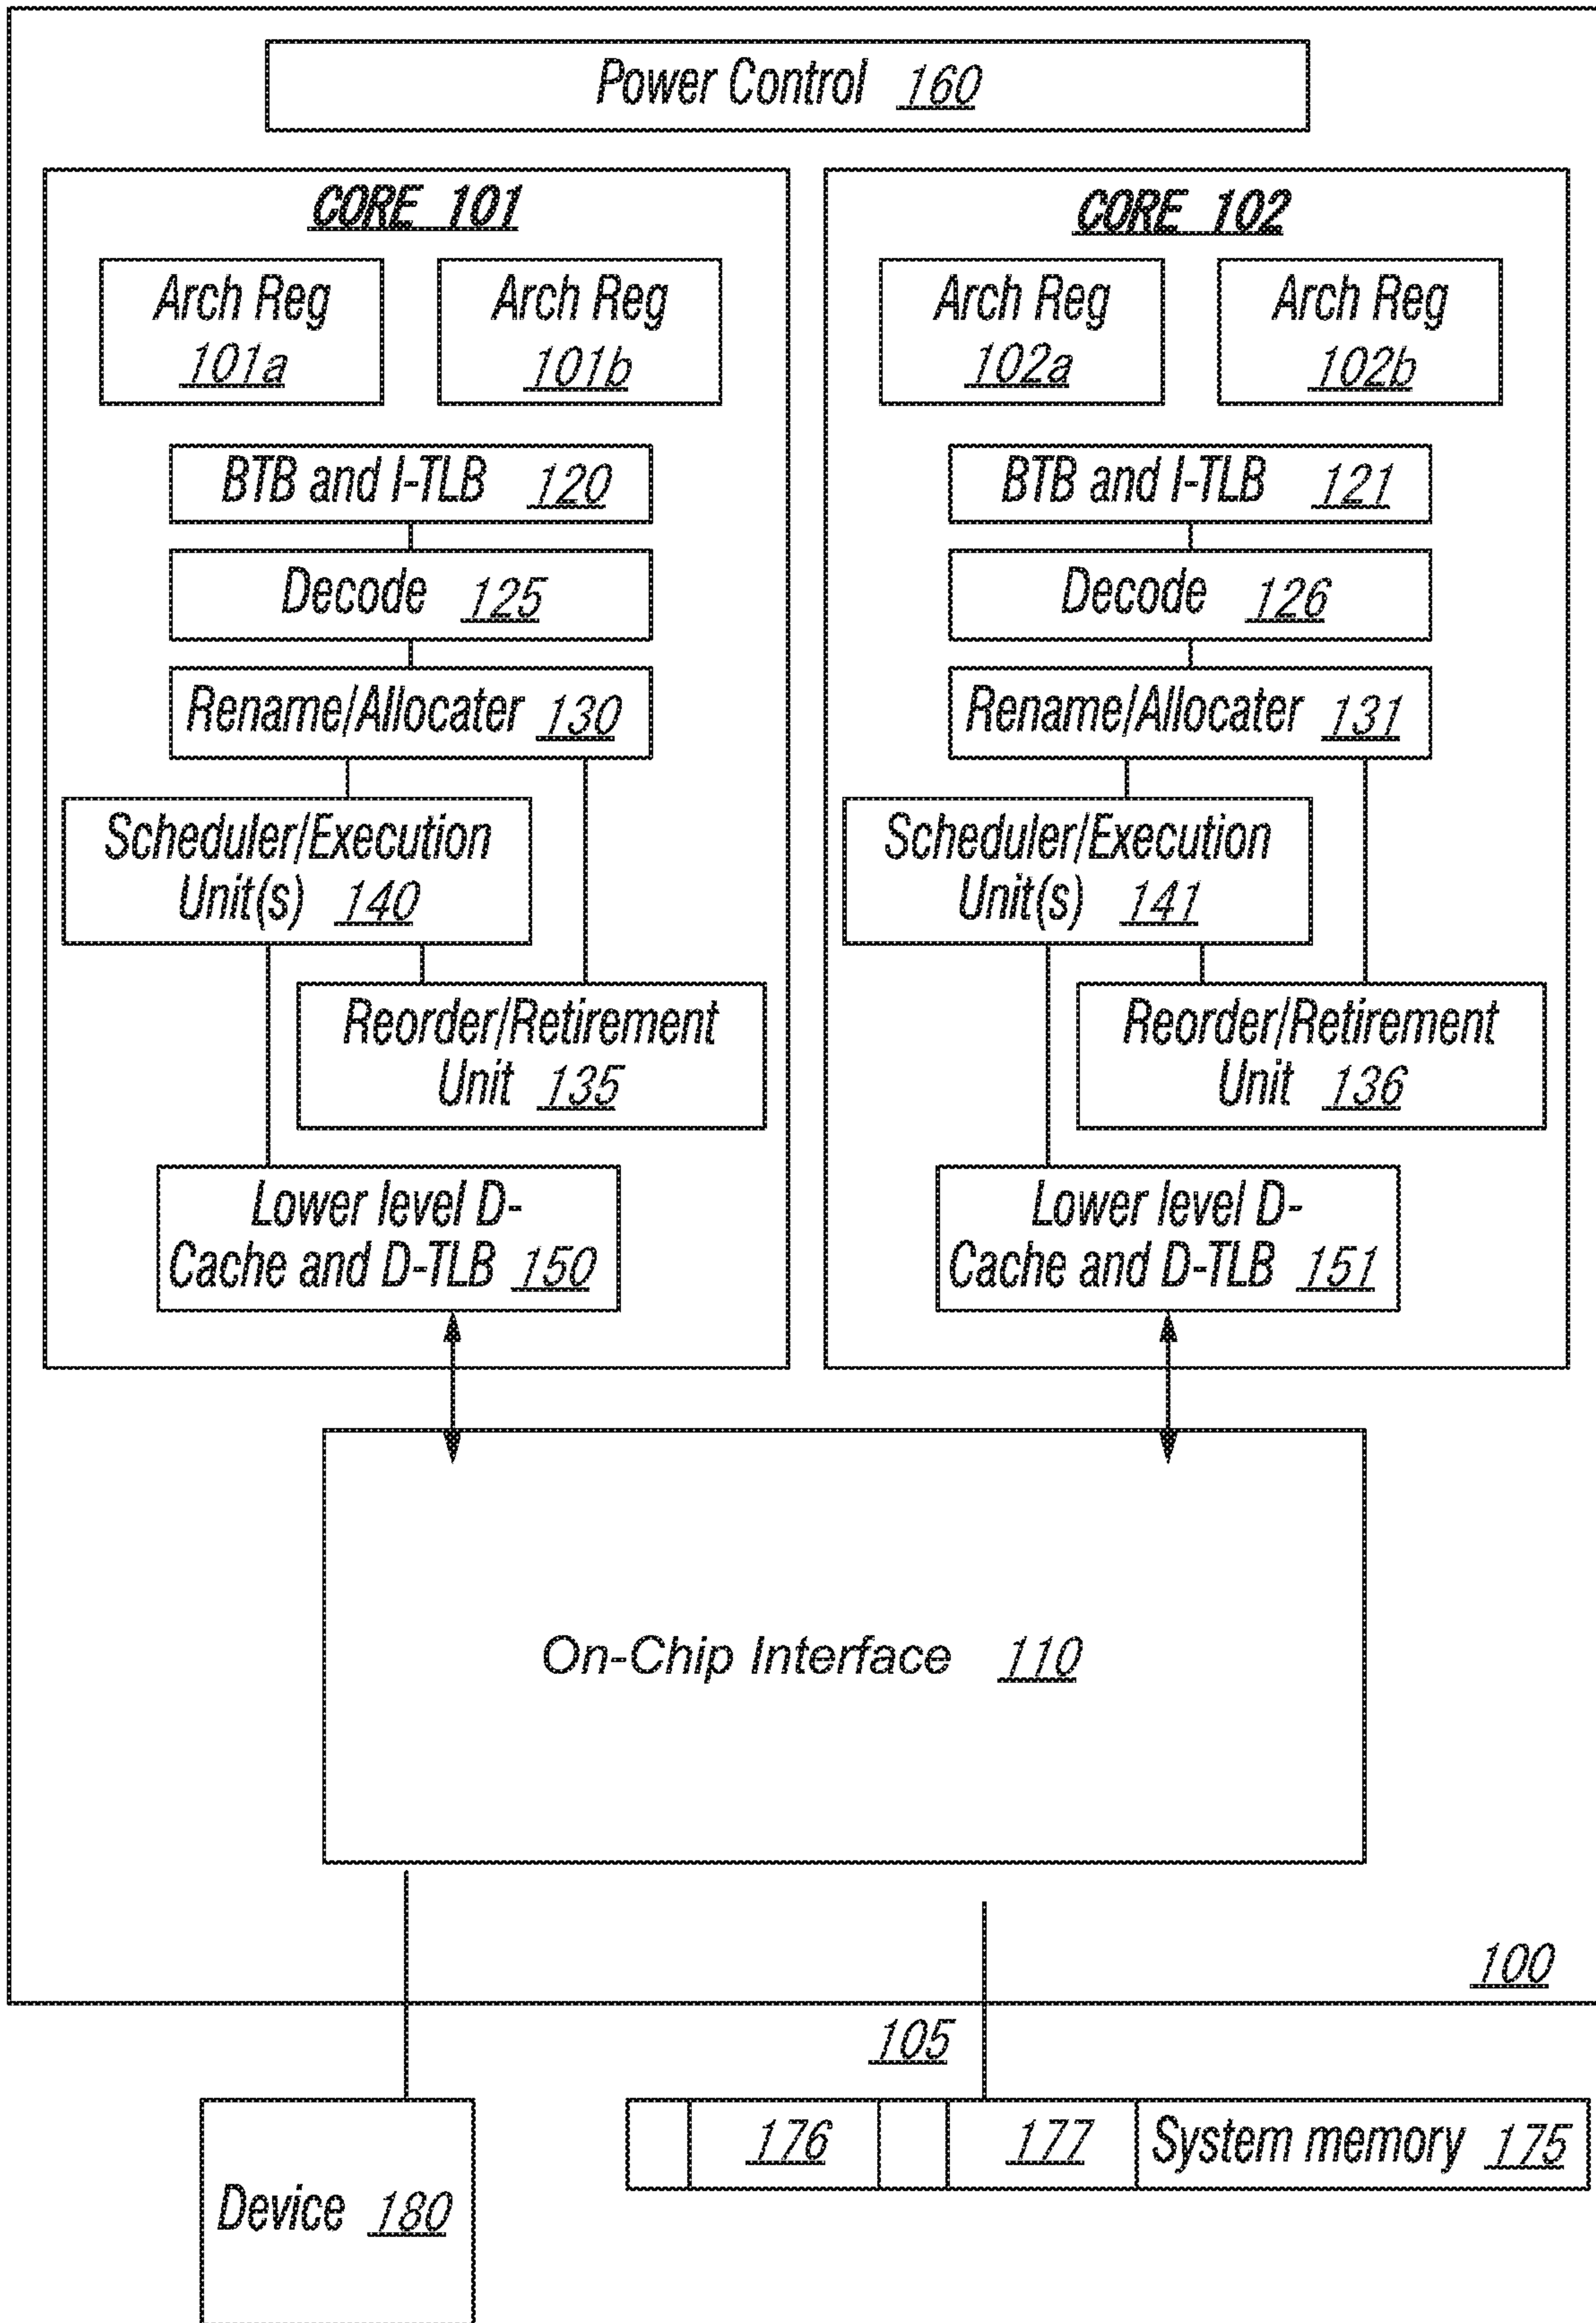 Power Control 160
CORE 101
Arch Reg
101a
Arch Reg
101b
BTB and I-TLB 120
Decode 125
Rename/Allocater 130
Scheduler/Execution
Unit(s) 140
Reorder/Retirement
Unit 135
Lower level D-
Cache and D-TLB 150
CORE 102
Arch Reg
102a
Arch Reg
102b
BTB and I-TLB 121
Decode 126
Rename/Allocater 131
Scheduler/Execution
Unit(s) 141
Reorder/Retirement
Unit 136
Lower level D-
Cache and D-TLB 151
On-Chip Interface 110
100
105
176
177
System memory 175
Device 180